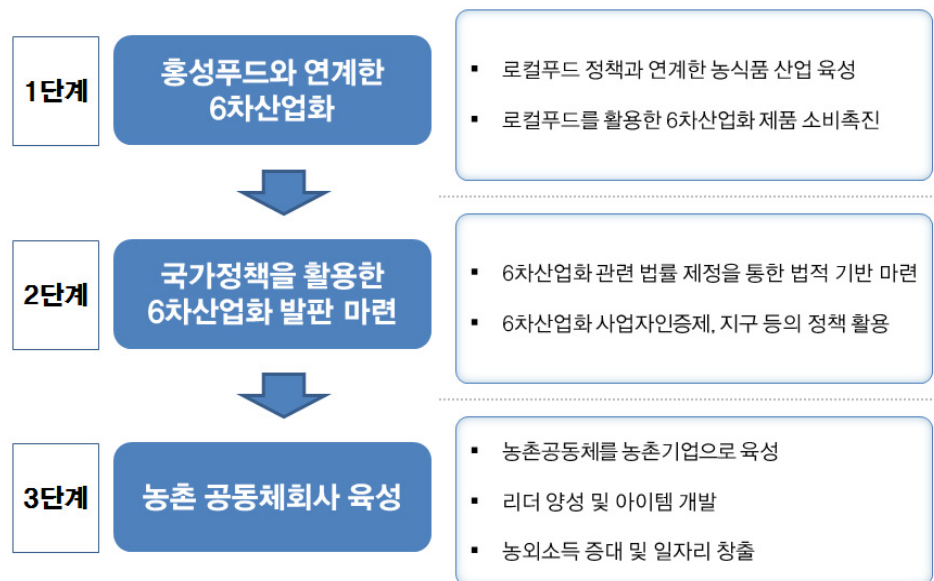 1단계
홍성푸드와 연계한
6차산업화
▪ 로컬푸드 정책과 연계한 농식품 산업 육성
▪ 로컬푸드를 활용한 6차산업화 제품 소비촉진
2단계
국가정책을 활용한
6차산업화 발판 마련
▪ 6차산업화 관련 법률 제정을 통한 법적 기반 마련
▪ 6차산업화 사업자인증제, 지구 등의 정책 활용
3단계
농촌 공동체회사 육성
▪ 농촌공동체를 농촌기업으로 육성
▪ 리더 양성 및 아이템 개발
▪ 농외소득 증대 및 일자리 창출